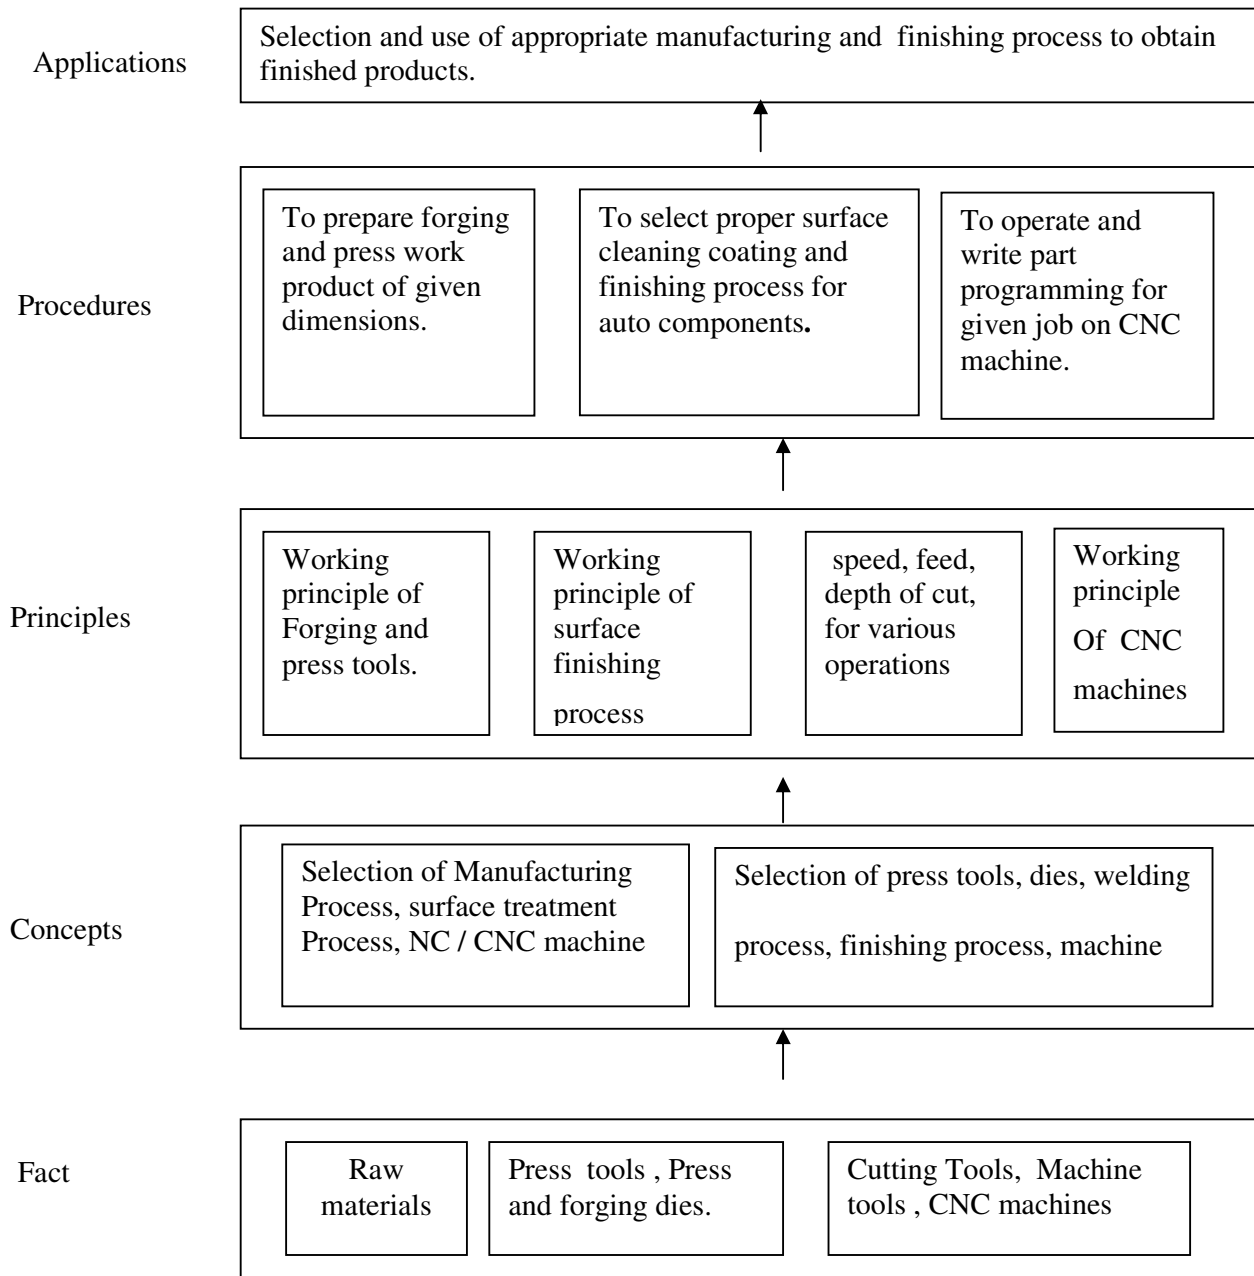 Applications
Selection and use of appropriate manufacturing and finishing process to obtain
finished products.
Procedures
To prepare forging
and press work
product of given
dimensions.
To select proper surface
cleaning coating and
finishing process for
auto components.
To operate and
write part
programming for
given job on CNC
machine.
Principles
Working
principle of
Forging and
press tools.
Working
principle of
surface
finishing
process
speed, feed,
depth of cut,
for various
operations
Working
principle
Of CNC
machines
Concepts
Selection of Manufacturing
Process, surface treatment
Process, NC / CNC machine
Selection of press tools, dies, welding
process, finishing process, machine
Fact
Raw
materials
Press tools , Press
and forging dies.
Cutting Tools, Machine
tools , CNC machines